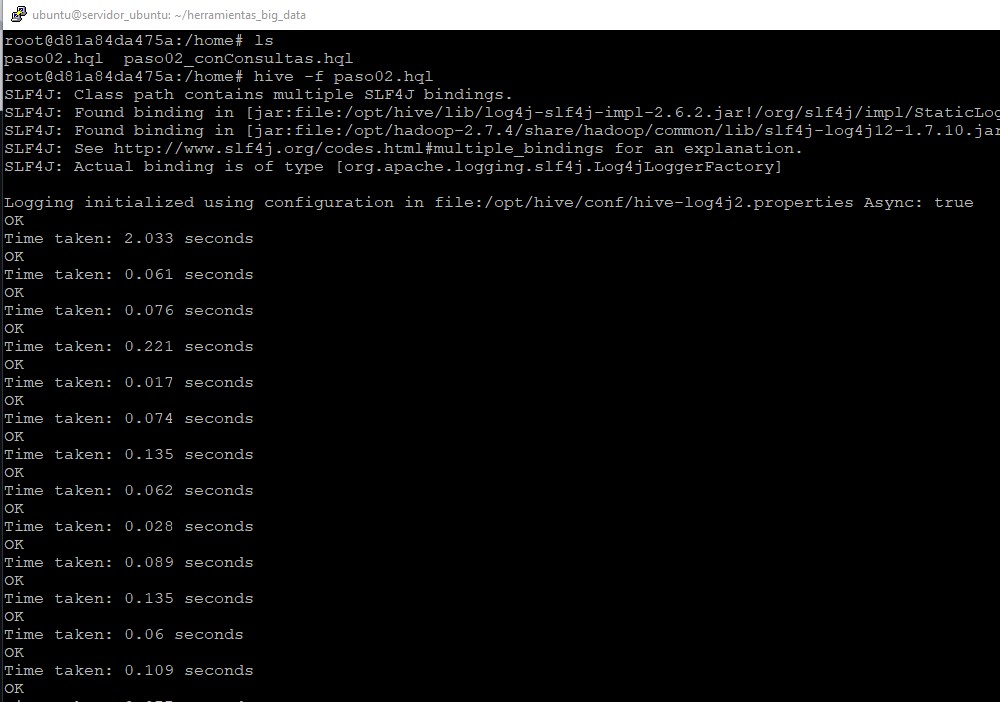 ubuntu@servidor_ubuntu: ~/herramientas_big_data
root@d81a84da475a:/home# ls
paso02.hql  paso02_conConsultas.hql
root@d81a84da475a:/home# hive -f paso02.hql
SLF4J: Class path contains multiple SLF4J bindings.
SLF4J: Found binding in [jar:file:/opt/hive/lib/log4j-slf4j-impl-2.6.2.jar!/org/slf4j/impl/StaticLog
SLF4J: Found binding in [jar:file:/opt/hadoop-2.7.4/share/hadoop/common/lib/slf4j-log4j12-1.7.10.jar
SLF4J: See http://www.slf4j.org/codes.html#multiple_bindings for an explanation.
SLF4J: Actual binding is of type [org.apache.logging.slf4j.Log4jLoggerFactory]
Logging initialized using configuration in file:/opt/hive/conf/hive-log4j2.properties Async: true
OK
Time taken: 2.033 seconds
OK
Time taken: 0.061 seconds
OK
Time taken: 0.076 seconds
OK
Time taken: 0.221 seconds
OK
Time taken: 0.017 seconds
OK
Time taken: 0.074 seconds
OK
Time taken: 0.135 seconds
OK
Time taken: 0.062 seconds
OK
Time taken: 0.028 seconds
OK
Time taken: 0.089 seconds
OK
Time taken: 0.135 seconds
OK
Time taken: 0.06 seconds
OK
Time taken: 0.109 seconds
OK